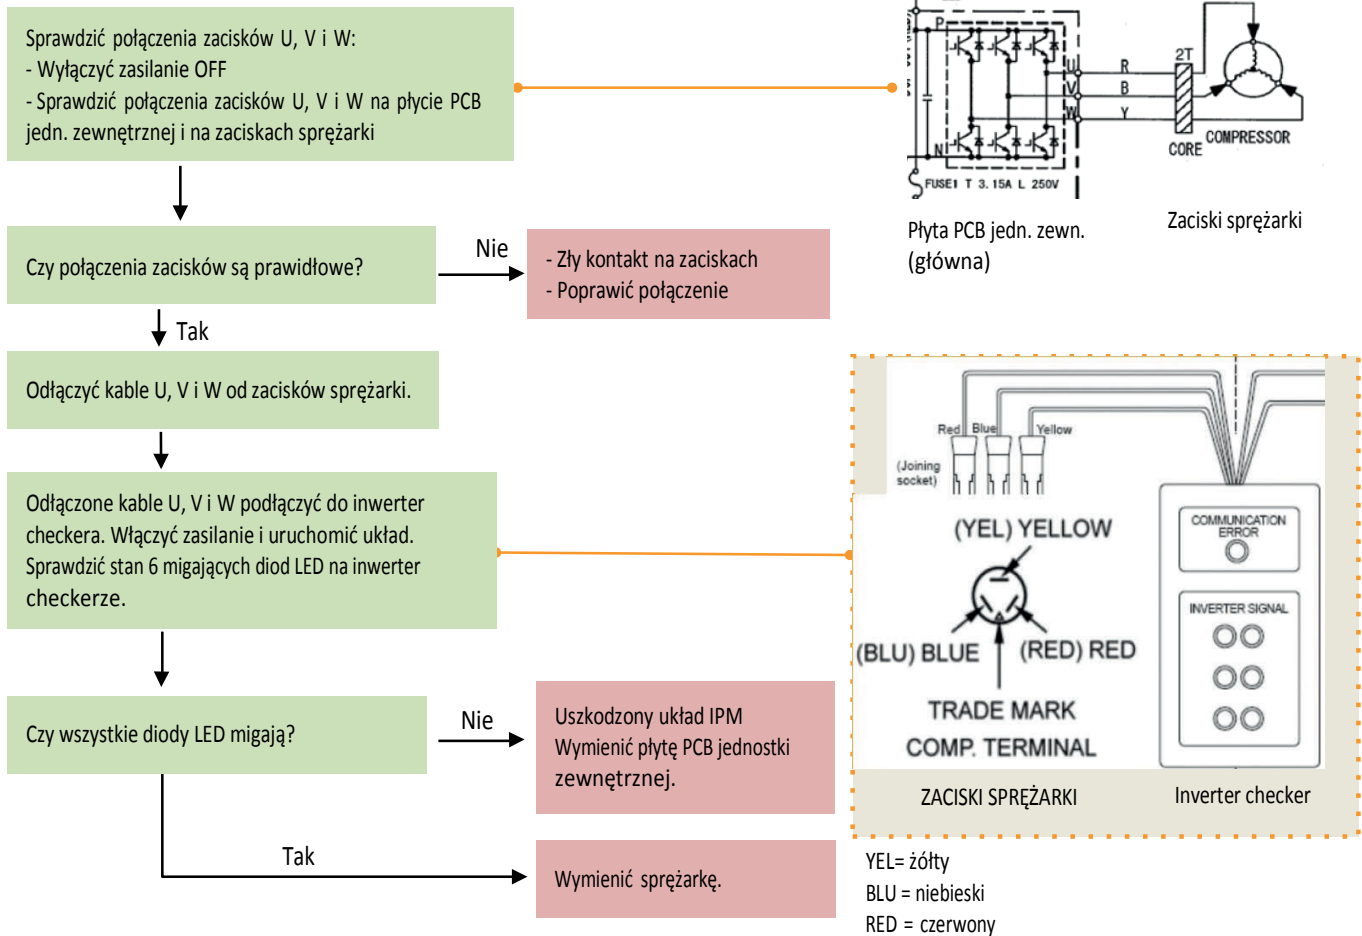 Sprawdzić połączenia zacisków U, V i W:
- Wyłączyć zasilanie OFF
- Sprawdzić połączenia zacisków U, V i W na płycie PCB
jedn. zewnętrznej i na zaciskach sprężarki
P
N
U
V
W
R
B
Y
2T
CORE
COMPRESSOR
FUSE1 T 3.15A L 250V
Płyta PCB jedn. zewn.
(główna)
Zaciski sprężarki
Czy połączenia zacisków są prawidłowe?
Nie
- Zły kontakt na zaciskach
- Poprawić połączenie
Tak
Odłączyć kable U, V i W od zacisków sprężarki.
Odłączone kable U, V i W podłączyć do inwerter
checkera. Włączyć zasilanie i uruchomić układ.
Sprawdzić stan 6 migających diod LED na inwerter
checkerze.
Czy wszystkie diody LED migają?
Nie
Uszkodzony układ IPM
Wymienić płytę PCB jednostki
zewnętrznej.
Tak
Wymienić sprężarkę.
Red Blue Yellow
(Joining
socket)
(YEL) YELLOW
(BLU) BLUE
(RED) RED
TRADE MARK
COMP. TERMINAL
COMMUNICATION
ERROR
INVERTER SIGNAL
ZACISKI SPRĘŻARKI
Inverter checker
YEL= żółty
BLU = niebieski
RED = czerwony